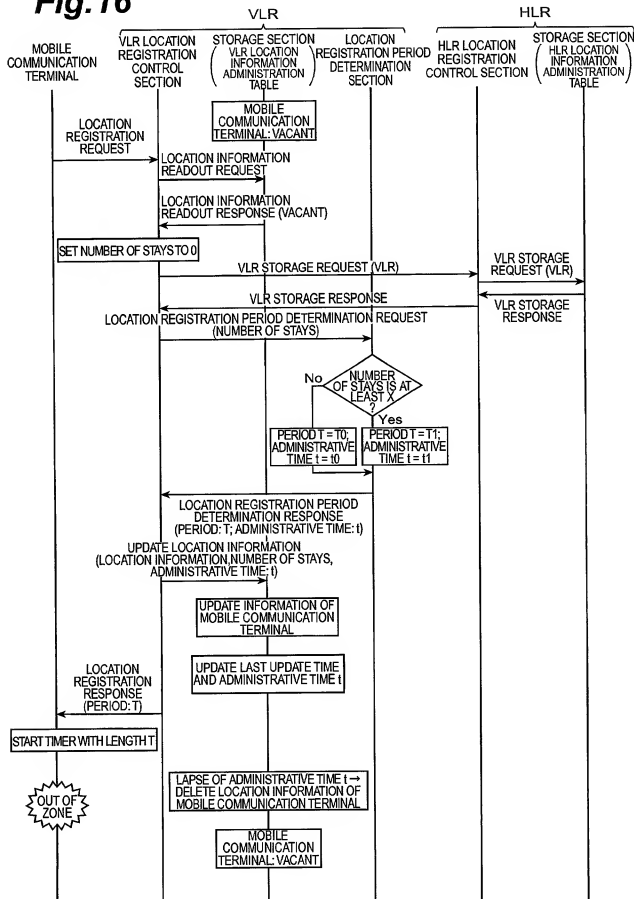 Fig. 16
VLR
HLR
MOBILE
COMMUNICATION
TERMINAL
VLR LOCATION
REGISTRATION
CONTROL
SECTION
STORAGE SECTION
(VLR LOCATION
INFORMATION
ADMINISTRATION
TABLE)
LOCATION
REGISTRATION PERIOD
DETERMINATION
SECTION
HLR LOCATION
REGISTRATION
CONTROL SECTION
STORAGE SECTION
(HLR LOCATION
INFORMATION
ADMINISTRATION
TABLE)
MOBILE
COMMUNICATION
TERMINAL: VACANT
LOCATION
REGISTRATION
REQUEST
LOCATION INFORMATION
READOUT REQUEST
LOCATION INFORMATION
READOUT RESPONSE (VACANT)
SET NUMBER OF STAYS TO 0
VLR STORAGE REQUEST (VLR)
VLR STORAGE
REQUEST (VLR)
VLR STORAGE RESPONSE
VLR STORAGE
RESPONSE
LOCATION REGISTRATION PERIOD DETERMINATION REQUEST
(NUMBER OF STAYS)
NUMBER
OF STAYS IS AT
LEAST X
?
No
Yes
PERIOD T = T0;
ADMINISTRATIVE
TIME t = t0
PERIOD T = T1;
ADMINISTRATIVE
TIME t = t1
LOCATION REGISTRATION PERIOD
DETERMINATION RESPONSE
(PERIOD: T; ADMINISTRATIVE TIME: t)
UPDATE LOCATION INFORMATION
(LOCATION INFORMATION,NUMBER OF STAYS,
ADMINISTRATIVE TIME: t)
UPDATE INFORMATION OF
MOBILE COMMUNICATION
TERMINAL
UPDATE LAST UPDATE TIME
AND ADMINISTRATIVE TIME t
LOCATION
REGISTRATION
RESPONSE
(PERIOD: T)
START TIMER WITH LENGTH T
OUT OF
ZONE
LAPSE OF ADMINISTRATIVE TIME t →
DELETE LOCATION INFORMATION OF
MOBILE COMMUNICATION TERMINAL
MOBILE
COMMUNICATION
TERMINAL: VACANT